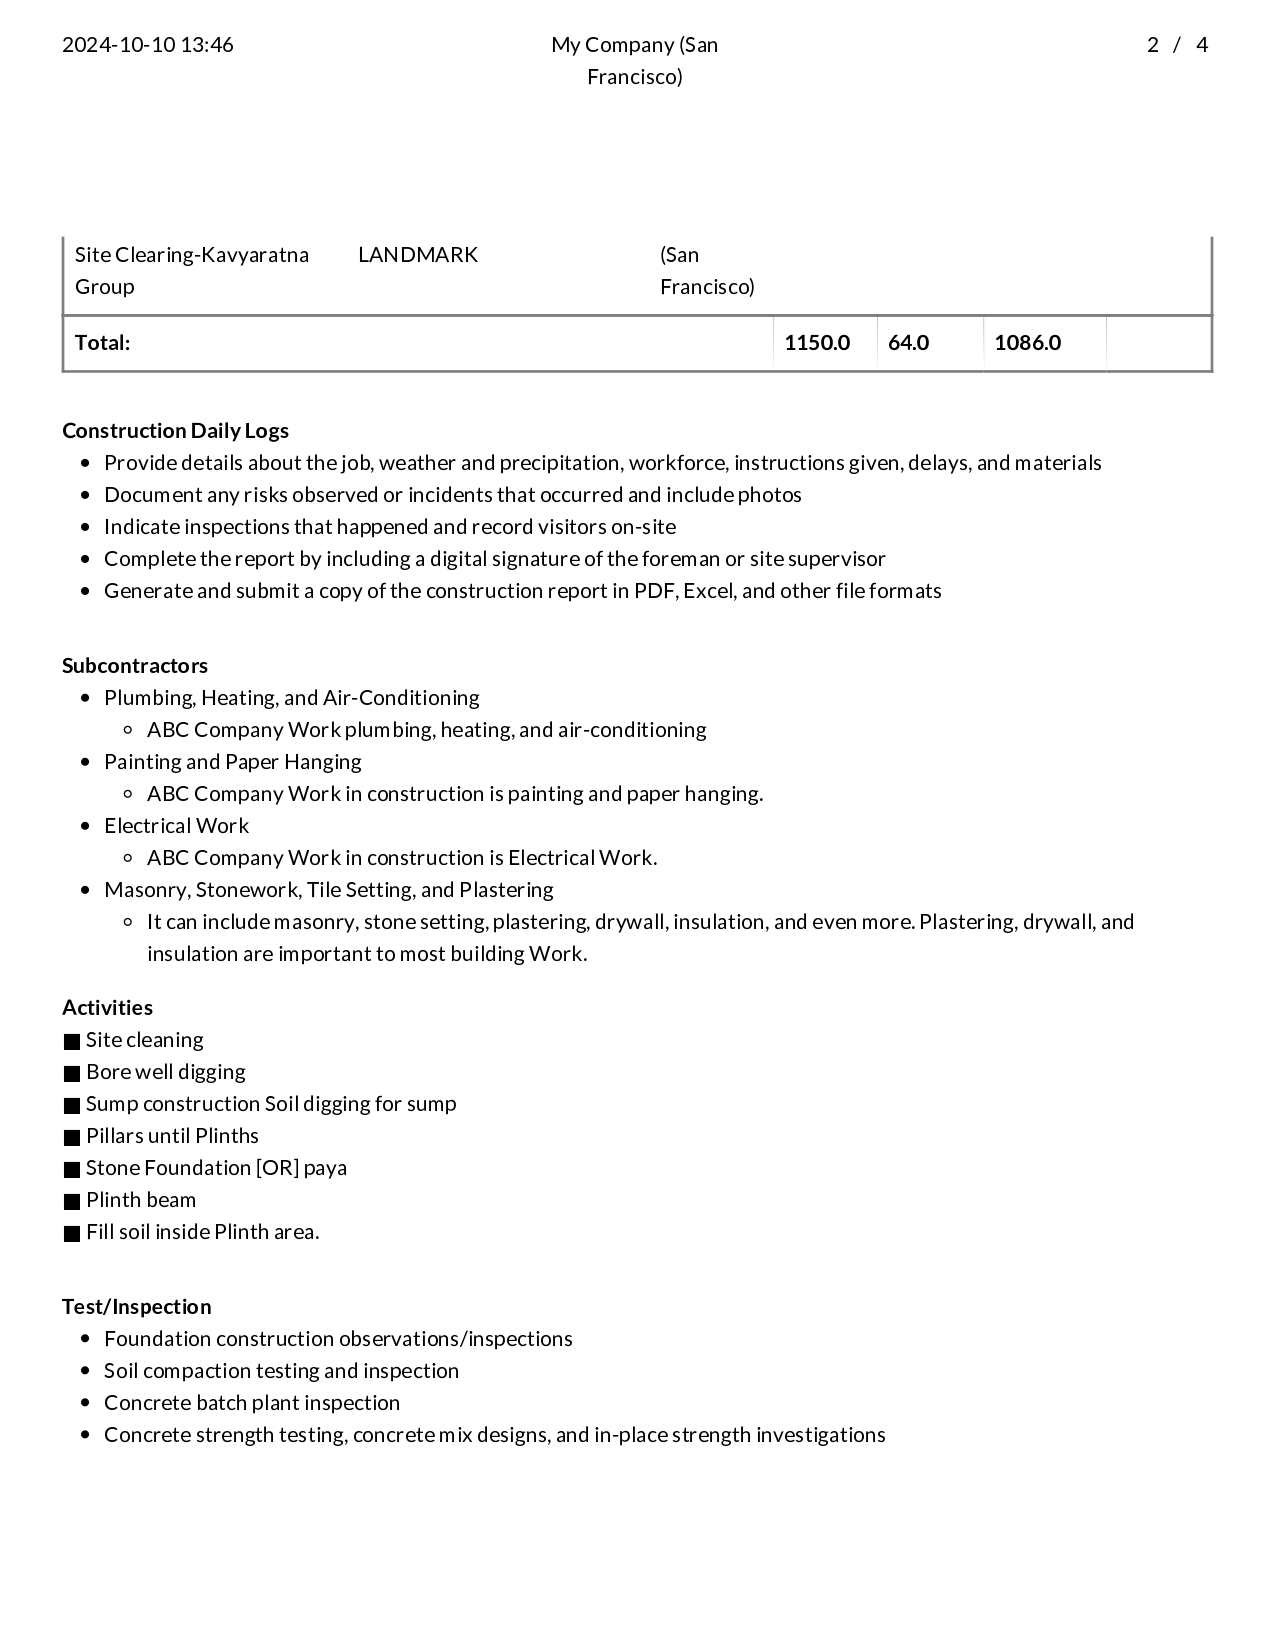 2024-10-10 13:46 My Company (San Francisco) 2 / 4
Site Clearing-Kavyaratna LANDMARK (San
Group Francisco)
Total: 1150.0 64.0 1086.0
Construction Daily Logs
• Provide details about the job, weather and precipitation, workforce, instructions given, delays, and materials
• Document any risks observed or incidents that occurred and include photos
• Indicate inspections that happened and record visitors on-site
• Complete the report by including a digital signature of the foreman or site supervisor
• Generate and submit a copy of the construction report in PDF, Excel, and other file formats
Subcontractors
• Plumbing, Heating, and Air-Conditioning
◦ ABC Company Work plumbing, heating, and air-conditioning
• Painting and Paper Hanging
◦ ABC Company Work in construction is painting and paper hanging.
• Electrical Work
◦ ABC Company Work in construction is Electrical Work.
• Masonry, Stonework, Tile Setting, and Plastering
◦ It can include masonry, stone setting, plastering, drywall, insulation, and even more. Plastering, drywall, and
insulation are important to most building Work.
Activities
■ Site cleaning
■ Bore well digging
■ Sump construction Soil digging for sump
■ Pillars until Plinths
■ Stone Foundation [OR] paya
■ Plinth beam
■ Fill soil inside Plinth area.
Test/Inspection
• Foundation construction observations/inspections
• Soil compaction testing and inspection
• Concrete batch plant inspection
• Concrete strength testing, concrete mix designs, and in-place strength investigations